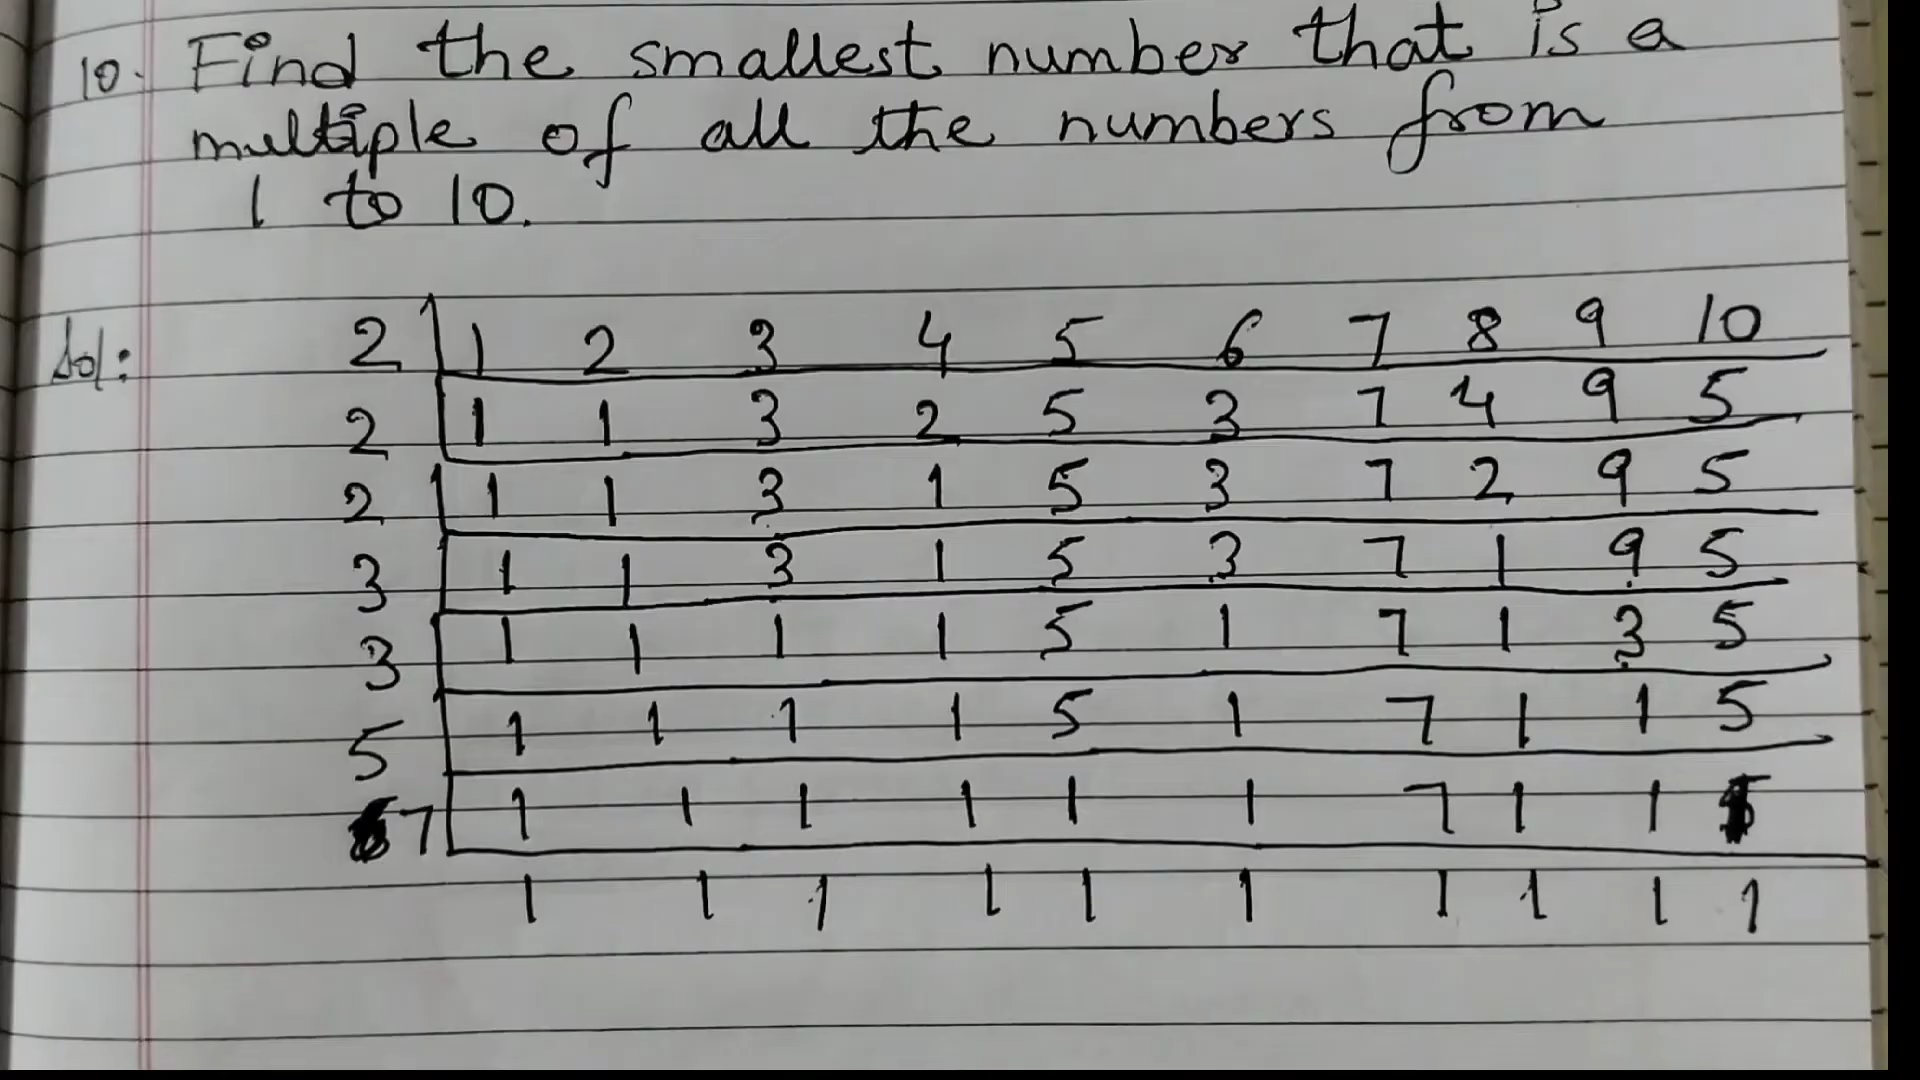 10. Find the smallest number that is a
multiple of all the numbers from
1 to 10.
Sol: 2 1 2 3 4 5 6 7 8 9 10
2 1 1 3 2 5 3 7 4 9 5
2 1 1 3 1 5 3 7 2 9 5
3 1 1 3 1 5 3 7 1 9 5
3 1 1 1 1 5 1 7 1 3 5
5 1 1 1 1 5 1 7 1 1 5
7 1 1 1 1 1 1 7 1 1 1
1 1 1 1 1 1 1 1 1 1